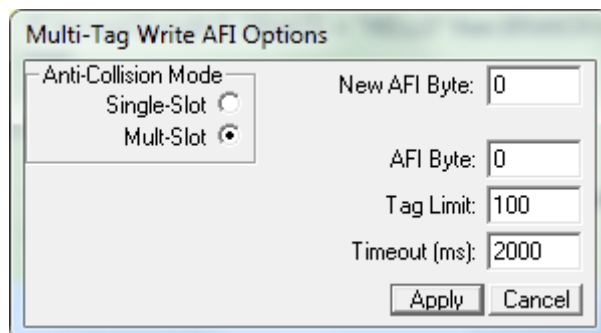 Multi-Tag Write AFI Options
Anti-Collision Mode
Single-Slot
Mult-Slot
New AFI Byte: 0
AFI Byte: 0
Tag Limit: 100
Timeout (ms): 2000
Apply Cancel